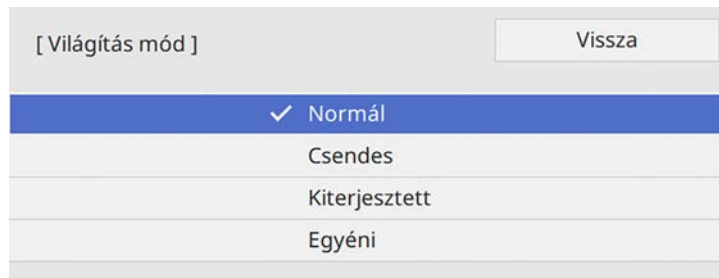 [ Világítás mód ]
Vissza
Normál
Csendes
Kiterjesztett
Egyéni